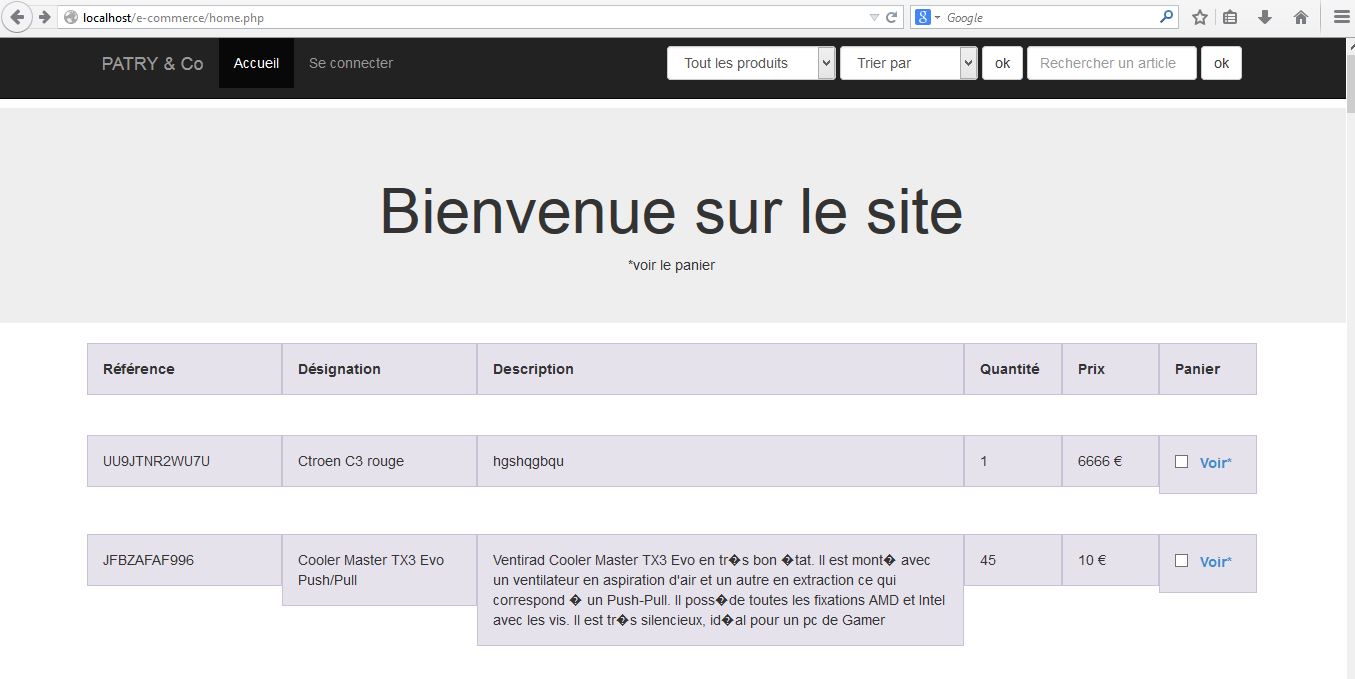 localhost/e-commerce/home.php
Google
PATRY & Co Accueil Se connecter Tout les produits Trier par ok Rechercher un article ok
Bienvenue sur le site
*voir le panier
Référence Désignation Description Quantité Prix Panier
UU9JTNR2WU7U Ctroen C3 rouge hgshqgbqu 1 6666 € Voir*
JFBZAFAF996 Cooler Master TX3 Evo Push/Pull
Ventirad Cooler Master TX3 Evo en tr�s bon �tat. Il est mont� avec
un ventilateur en aspiration d'air et un autre en extraction ce qui
correspond � un Push-Pull. Il poss�de toutes les fixations AMD et Intel
avec les vis. Il est tr�s silencieux, id�al pour un pc de Gamer
45 10 € Voir*